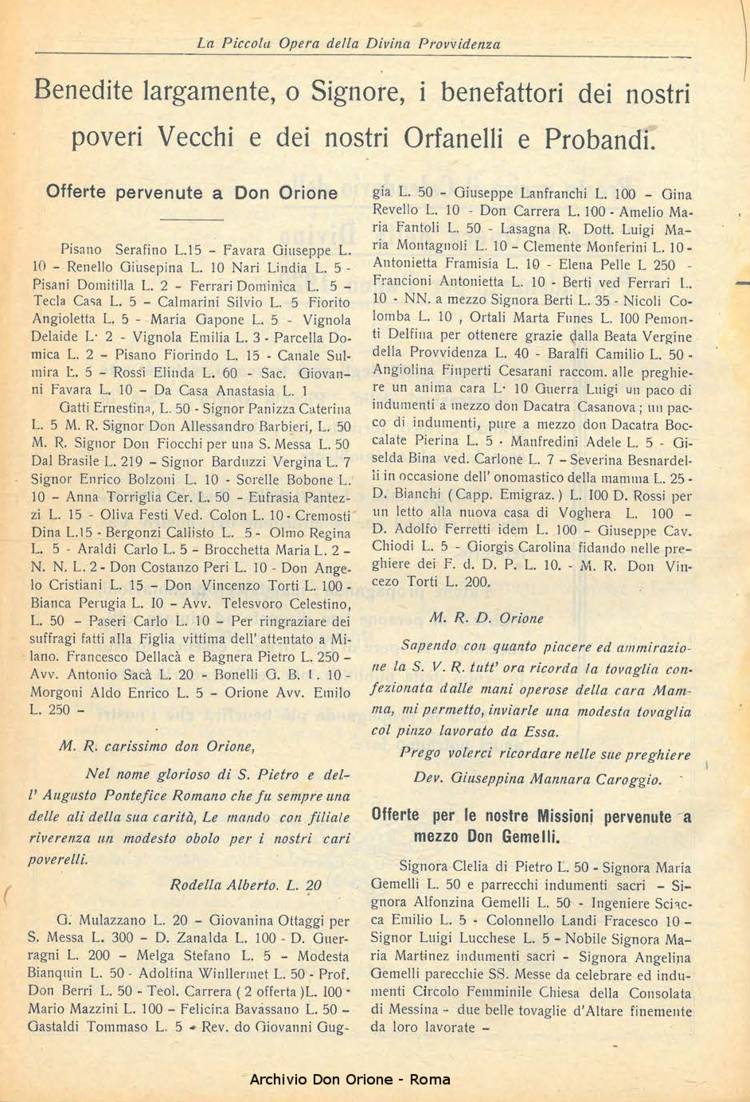 La Piccola Opera della Divina Provvidenza
Benedite largamente, o Signore, i benefattori dei nostri
poveri Vecchi e dei nostri Orfanelli e Probandi.
Offerte pervenute a Don Orione
Pisano Serafino L.15 – Favara Giuseppe L.
10 – Renello Giusepina L. 10 Nari Lindia L. 5 -
Pisani Domitilla L. 2 – Ferrari Dominica L. 5 –
Tecla Casa L. 5 – Calmarini Silvio L. 5 Fiorito
Angioletta L. 5 – Maria Gapone L. 5 – Vignola
Delaide L· 2 – Vignola Emilia L. 3 - Parcella Do-
mica L. 2 – Pisano Fiorindo L. 15 - Canale Sul-
mira L. 5 – Rossi Elinda L. 60 – Sac. Giovan-
ni Favara L. 10 – Da Casa Anastasia L. 1
Gatti Ernestina, L. 50 - Signor Panizza Caterina
L. 5 M. R. Signor Don Allessandro Barbieri, L. 50
M. R. Signor Don Fiocchi per una S. Messa L. 50
Dal Brasile L. 219 – Signor Barduzzi Vergina L. 7
Signor Enrico Bolzoni L. 10 - Sorelle Bobone L.
10 – Anna Torriglia Cer. L. 50 – Eufrasia Pantez-
zi L. 15 - Oliva Festi Ved. Colon L. 10 - Cremosti
Dina L.15 - Bergonzi Callisto L. 5 - Olmo Regina
L. 5 - Araldi Carlo L. 5 – Brocchetta Maria L. 2 –
N. N. L. 2 - Don Costanzo Peri L. 10 - Don Ange-
lo Cristiani L. 15 – Don Vincenzo Torti L. 100 -
Bianca Perugia L. I0 – Avv. Telesvoro Celestino,
L. 50 – Paseri Carlo L. 10 – Per ringraziare dei
suffragi fatti alla Figlia vittima dell' attentato a Mi-
lano. Francesco Dellacà e Bagnera Pietro L. 250 –
Avv. Antonio Sacà L. 20 - Bonelli G. B. L. 10 -
Morgoni Aldo Enrico L. 5 – Orione Avv. Emilo
L. 250 –
M. R. carissimo don Orione,
Nel nome glorioso di S. Pietro e del-
l' Augusto Pontefice Romano che fu sempre una
delle ali della sua carità, Le mando con filiale
riverenza un modesto obolo per i nostri cari
poverelli.
Rodella Alberto. L. 20
G. Mulazzano L. 20 – Giovanina Ottaggi per
S. Messa L. 300 – D. Zanalda L. 100 - D. Guer-
ragni L. 200 – Melga Stefano L. 5 – Modesta
Bianquin L. 50 - Adoltina Winllermet L. 50 - Prof.
Don Berri L. 50 - Teol. Carrera ( 2 offerta )L. 100 -
Mario Mazzini L. 100 – Felicina Bavassano L. 50 –
Gastaldi Tommaso L. 5 - Rev. do Giovanni Gug-
gia L. 50 - Giuseppe Lanfranchi L. 100 – Gina
Revello L. 10 - Don Carrera L. 100 - Amelio Ma-
ria Fantoli L. 50 - Lasagna R. Dott. Luigi Ma-
ria Montagnoli L. 10 – Clemente Monferini L. 10 -
Antonietta Framisia L. 10 - Elena Pelle L 250 -
Francioni Antonietta L. 10 - Berti ved Ferrari L.
10 - NN. a mezzo Signora Berti L. 35 - Nicoli Co-
lomba L. 10 , Ortali Marta Funes L. I00 Pemon-
ti Delfina per ottenere grazie dalla Beata Vergine
della Provvidenza L. 40 - Baralfi Camilio L. 50 -
Angiolina Finperti Cesarani raccom. alle preghie-
re un anima cara L· 10 Guerra Luigi un paco di
indumenti a mezzo don Dacatra Casanova ; un pac-
co di indumenti, pure a mezzo don Dacatra Boc-
calate Pierina L. 5 - Manfredini Adele L. 5 - Gi-
selda Bina ved. Carlone L. 7 – Severina Besnardel-
li in occasione dell' onomastico della mamma L. 25 -
D. Bianchi ( Capp. Emigraz. ) L. I00 D. Rossi per
un letto alla nuova casa di Voghera L. 100 –
D. Adolfo Ferretti idem L. 100 – Giuseppe Cav.
Chiodi L. 5 – Giorgis Carolina fidando nelle pre-
ghiere dei F. d. D. P. L. 10. - M. R. Don Vin-
cezo Torti L. 200.
M. R. D. Orione
Sapendo con quanto piacere ed ammirazio-
ne la S. V. R. tutt' ora ricorda la tovaglia con-
fezionata dalle mani operose della cara Mam-
ma, mi permetto, inviarle una modesta tovaglia
col pinzo lavorato da Essa.
Prego volerci ricordare nelle sue preghiere
Dev. Giuseppina Mannara Caroggio.
Offerte per le nostre Missioni pervenute a
mezzo Don Gemelli.
Signora Clelia di Pietro L. 50 - Signora Maria
Gemelli L. 50 e parrecchi indumenti sacri – Si-
gnora Alfonzina Gemelli L. 50 - Ingeniere Sciac-
ca Emilio L. 5 - Colonnello Landi Fracesco 10 –
Signor Luigi Lucchese L. 5 – Nobile Signora Ma-
ria Martinez indumenti sacri – Signora Angelina
Gemelli parecchie SS. Messe da celebrare ed indu-
menti Circolo Femminile Chiesa della Consolata
di Messina – due belle tovaglie d'Altare finemente
da loro lavorate –
Archivio Don Orione - Roma